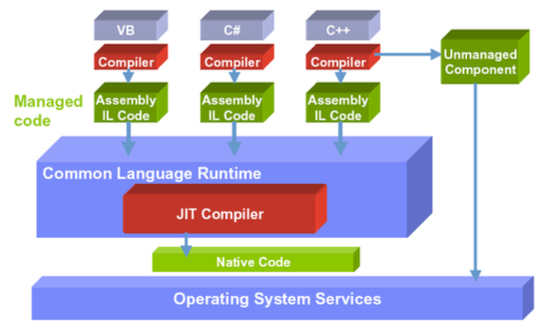 VB C# C++
Compiler Compiler Compiler
Unmanaged
Component
Managed
code
Assembly
IL Code
Assembly
IL Code
Assembly
IL Code
Common Language Runtime
JIT Compiler
Native Code
Operating System Services